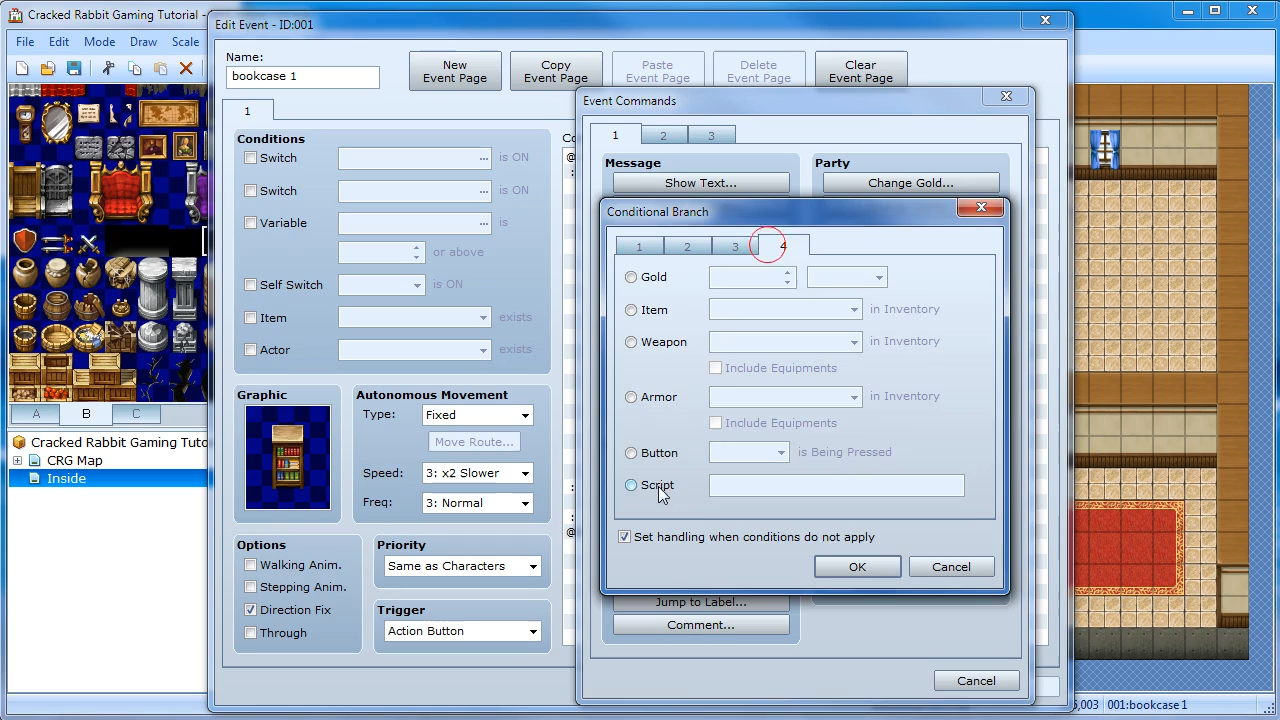 Cracked Rabbit Gaming Tutorial -
File Edit Mode Draw Scale
A B C
Cracked Rabbit Gaming Tuto
CRG Map
Inside
Edit Event - ID:001
Name:
bookcase 1
New
Event Page
Copy
Event Page
Paste
Event Page
Delete
Event Page
Clear
Event Page
1
Conditions
Switch ... is ON
Switch ... is ON
Variable ... is
or above
Self Switch is ON
Item exists
Actor exists
Graphic
Autonomous Movement
Type: Fixed
Move Route...
Speed: 3: x2 Slower
Freq: 3: Normal
Options
Walking Anim.
Stepping Anim.
Direction Fix
Through
Priority
Same as Characters
Trigger
Action Button
Co
@
:
:
:
@
Event Commands
1 2 3
Message
Show Text...
Party
Change Gold...
Conditional Branch
1 2 3 4
Gold
Item in Inventory
Weapon in Inventory
Include Equipments
Armor in Inventory
Include Equipments
Button is Being Pressed
Script
Set handling when conditions do not apply
OK Cancel
Jump to Label...
Comment...
Cancel
,003 001:bookcase 1